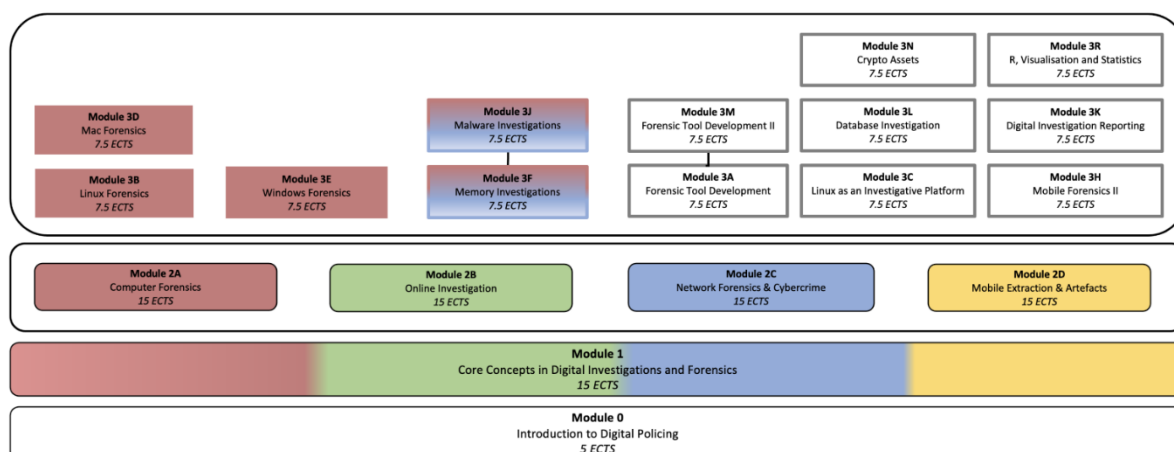 Module 3N
Crypto Assets
7.5 ECTS
Module 3R
R, Visualisation and Statistics
7.5 ECTS
Module 3D
Mac Forensics
7.5 ECTS
Module 3J
Malware Investigations
7.5 ECTS
Module 3M
Forensic Tool Development II
7.5 ECTS
Module 3L
Database Investigation
7.5 ECTS
Module 3K
Digital Investigation Reporting
7.5 ECTS
Module 3B
Linux Forensics
7.5 ECTS
Module 3E
Windows Forensics
7.5 ECTS
Module 3F
Memory Investigations
7.5 ECTS
Module 3A
Forensic Tool Development
7.5 ECTS
Module 3C
Linux as an Investigative Platform
7.5 ECTS
Module 3H
Mobile Forensics II
7.5 ECTS
Module 2A
Computer Forensics
15 ECTS
Module 2B
Online Investigation
15 ECTS
Module 2C
Network Forensics & Cybercrime
15 ECTS
Module 2D
Mobile Extraction & Artefacts
15 ECTS
Module 1
Core Concepts in Digital Investigations and Forensics
15 ECTS
Module 0
Introduction to Digital Policing
5 ECTS